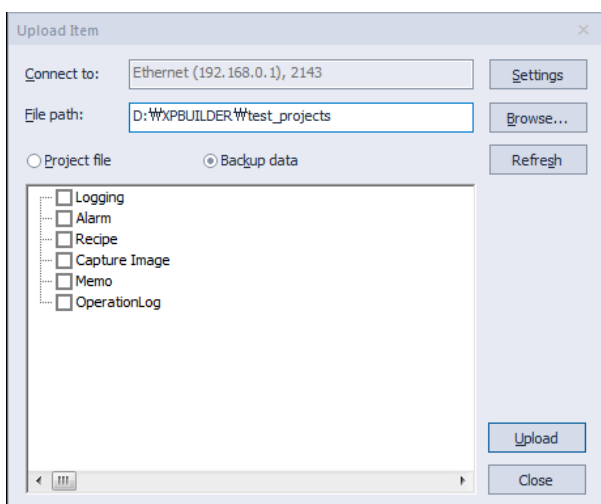 Upload Item
Connect to: Ethernet (192.168.0.1), 2143 Settings
File path: D:₩XPBUILDER₩test_projects Browse...
Project file Backup data Refresh
Logging
Alarm
Recipe
Capture Image
Memo
OperationLog
Upload
Close